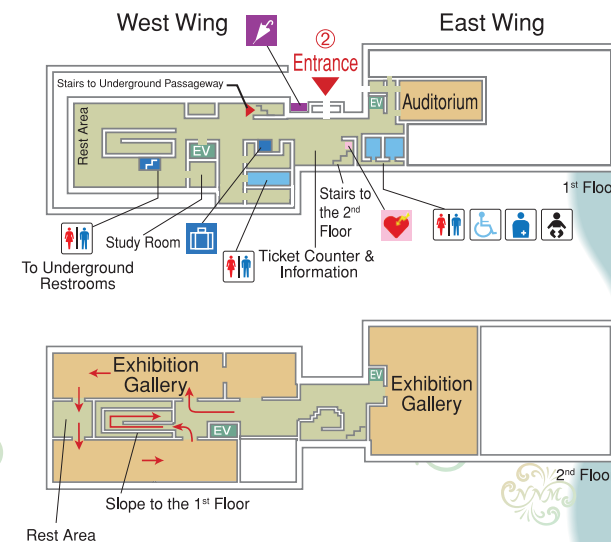 West Wing
East Wing
②
Entrance
Stairs to Underground Passageway
Rest Area
EV
EV
Auditorium
1st Floo
Stairs to
the 2nd
Floor
Study Room
Ticket Counter &
Information
To Underground
Restrooms
Exhibition
Gallery
EV
Exhibition
Gallery
EV
2nd Floo
Slope to the 1st Floor
NNM
Rest Area